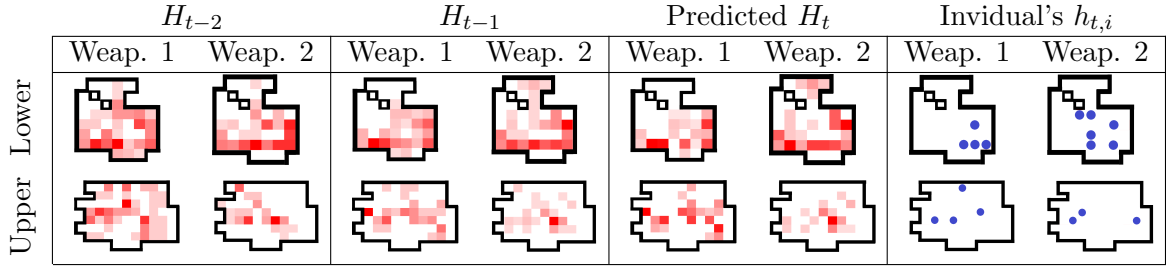 H_{t−2} H_{t−1} Predicted H_t Invidual's h_{t,i}
Weap. 1 Weap. 2 Weap. 1 Weap. 2 Weap. 1 Weap. 2 Weap. 1 Weap. 2
Lower
Upper